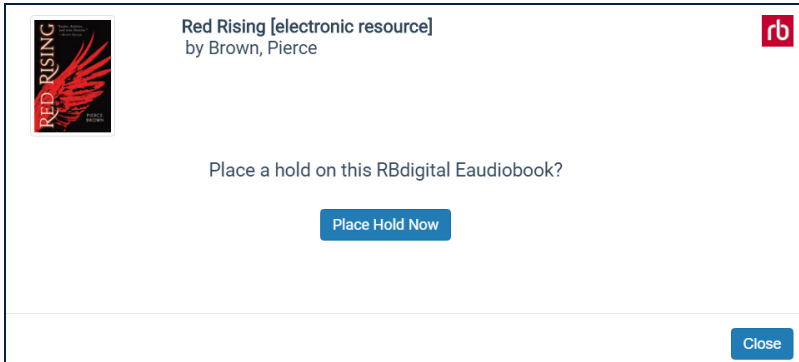 Red Rising [electronic resource]
by Brown, Pierce
rb
RED RISING
PIERCE
BROWN
Place a hold on this RBdigital Eaudiobook?
Place Hold Now
Close